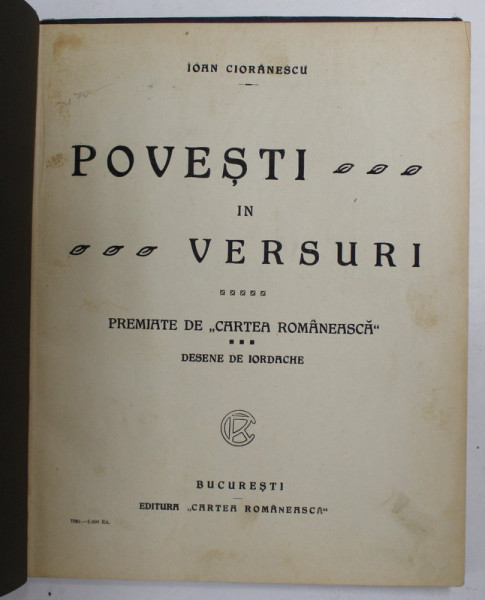 IOAN CIORĂNESCU
POVEȘTI
IN
VERSURI
PREMIATE DE „CARTEA ROMÂNEASCĂ“
DESENE DE IORDACHE
CR
BUCUREȘTI
EDITURA „CARTEA ROMÂNEASCĂ“